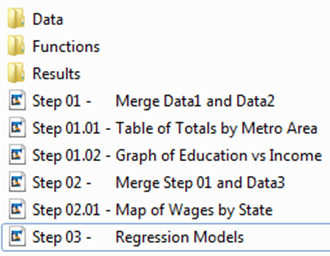 Data
Functions
Results
Step 01 - Merge Data1 and Data2
Step 01.01 - Table of Totals by Metro Area
Step 01.02 - Graph of Education vs Income
Step 02 - Merge Step 01 and Data3
Step 02.01 - Map of Wages by State
Step 03 - Regression Models